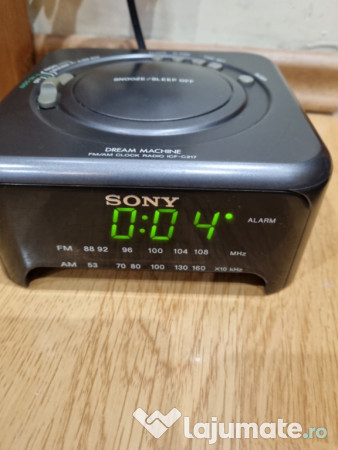 SNOOZE/SLEEP OFF
DREAM MACHINE
FM/AM CLOCK RADIO ICF-C217
SONY
0:04
ALARM
FM 88 92 96 100 104 108 MHz
AM 53 70 80 100 130 160 X10 kHz
Lajumate.ro